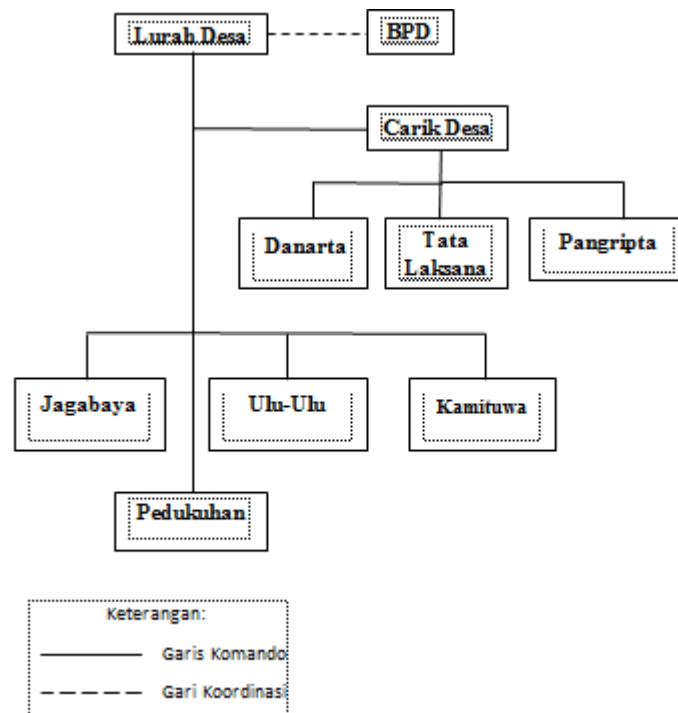 Lurah Desa
BPD
Carik Desa
Danarta
Tata
Laksana
Pangripta
Jagabaya
Ulu-Ulu
Kamituwa
Pedukuhan
Keterangan:
Garis Komando
Gari Koordinasi